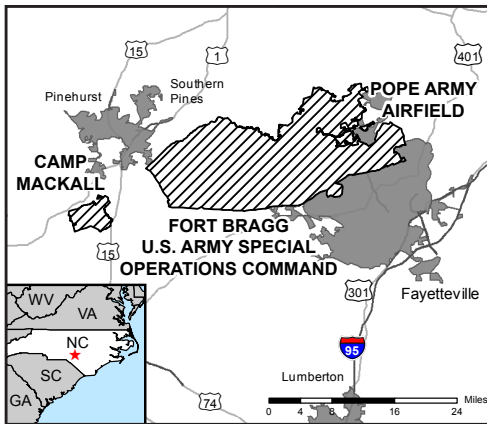 15
1
401
Pinehurst
Southern
Pines
POPE ARMY
AIRFIELD
CAMP
MACKALL
FORT BRAGG
U.S. ARMY SPECIAL
OPERATIONS COMMAND
15
301
Fayetteville
95
Lumberton
74
Miles
0 4 8 16 24
WV
VA
NC
SC
GA